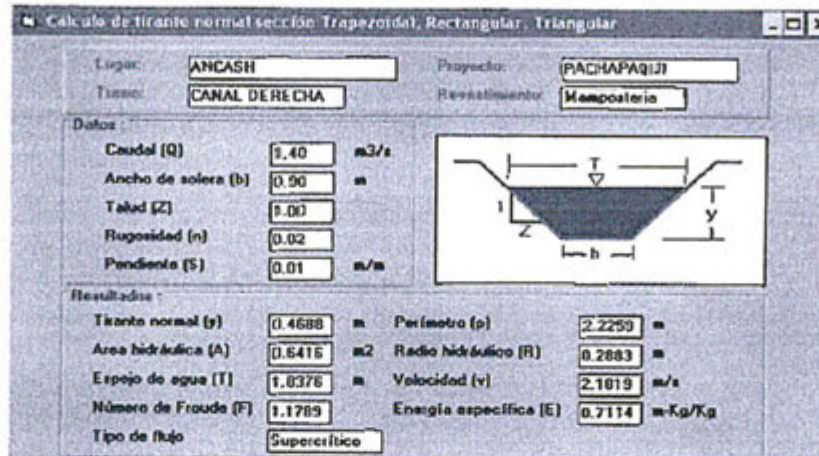 Calculo de tirante normal sección Trapezoidal, Rectangular, Triangular
Lugar: ANCASH Proyecto: PACHAPAQIJI
Tramo: CANAL DERECHA Revestimiento: Mamposteria
Datos :
Caudal (Q) 1.40 m3/s
Ancho de solera (b) 0.90 m
Talud (Z) 1.00
Rugosidad (n) 0.02
Pendiente (S) 0.01 m/m
T
1
Z
b
y
Resultados :
Tirante normal (y) 0.4688 m Perímetro (p) 2.2259 m
Area hidráulica (A) 0.6416 m2 Radio hidráulico (R) 0.2883 m
Espejo de agua (T) 1.8376 m Velocidad (v) 2.1819 m/s
Número de Froude (F) 1.1789 Energía específica (E) 0.7114 m-Kg/Kg
Tipo de flujo Supercrítico